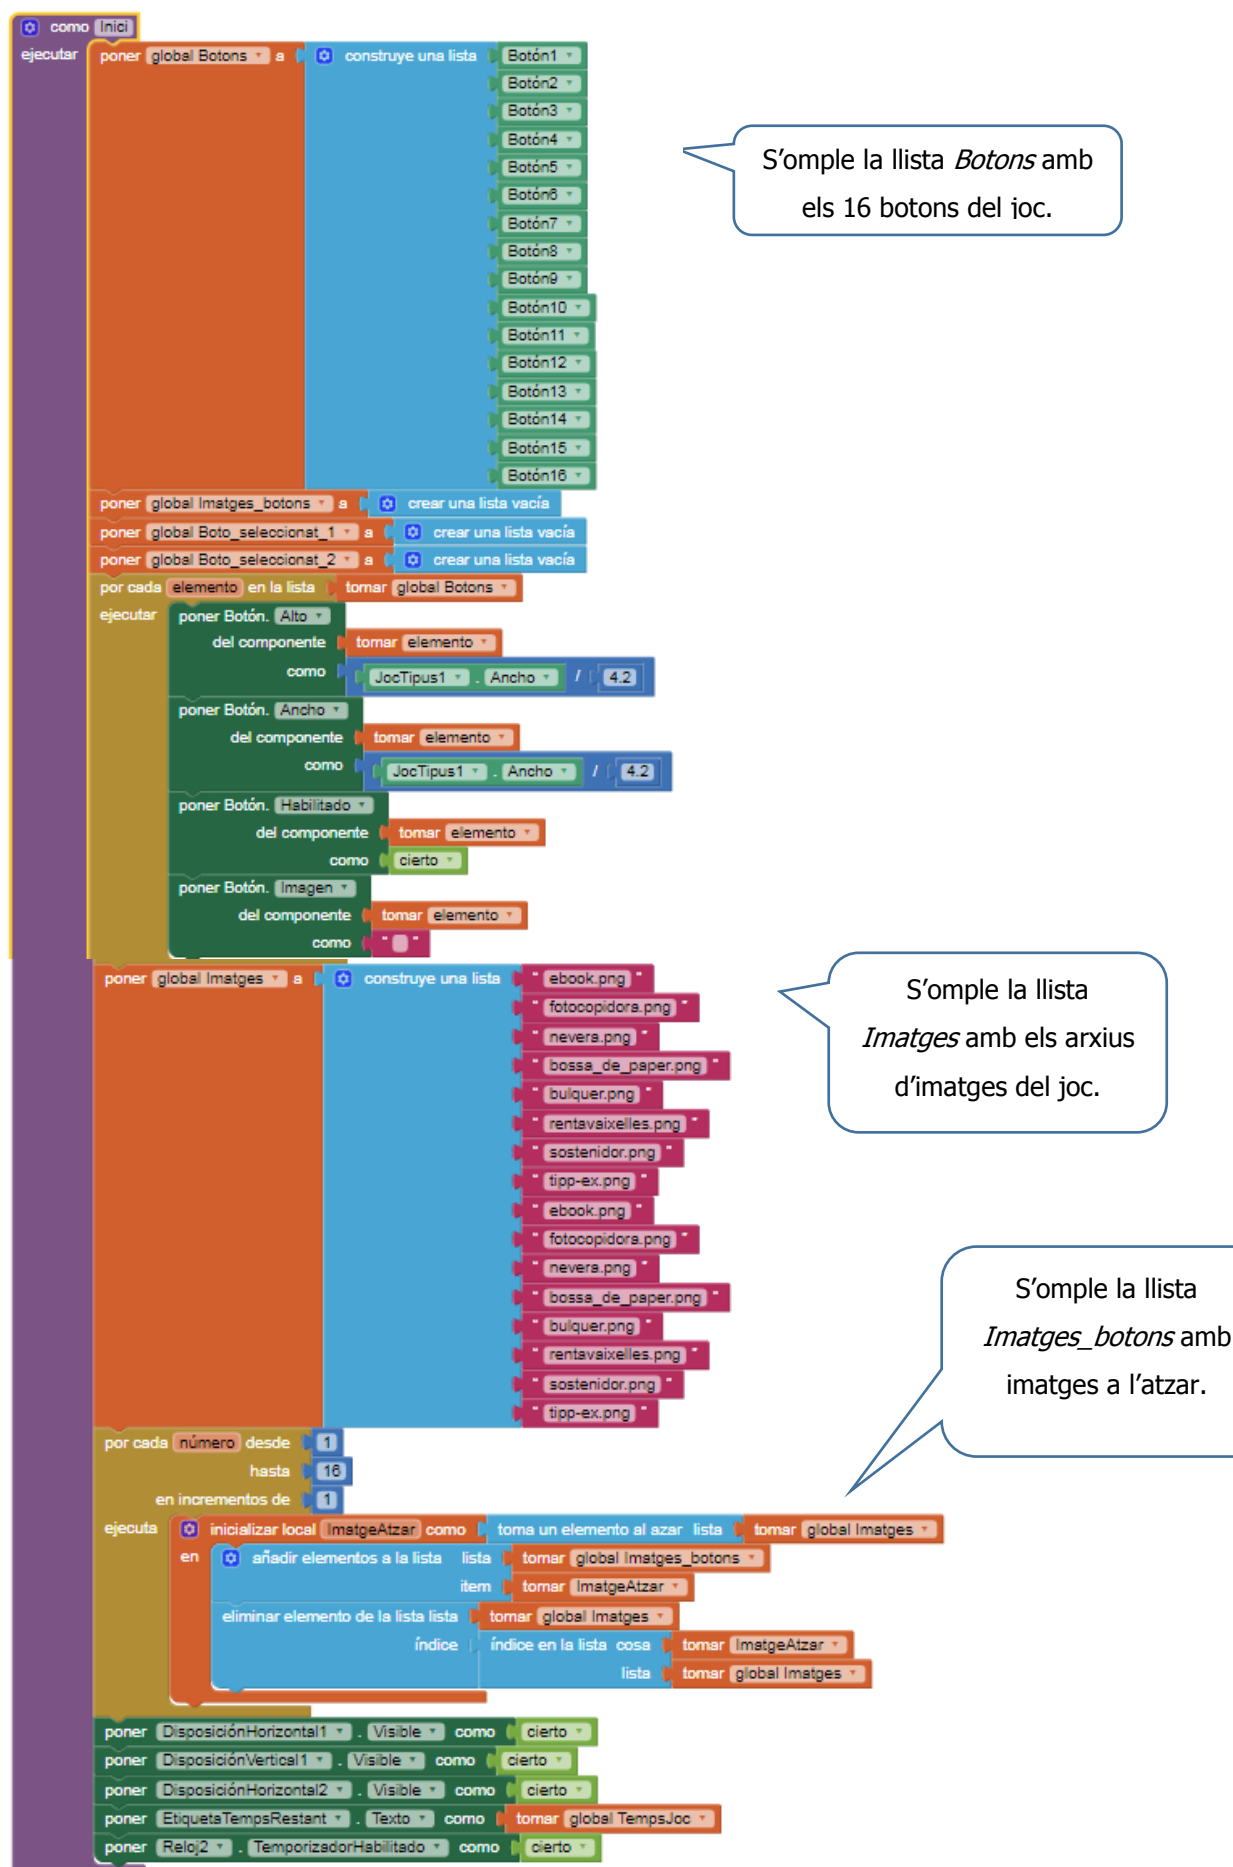 como Inici
ejecutar poner global Botons a construye una lista Botón1
Botón2
Botón3
Botón4
Botón5
Botón6
Botón7
Botón8
Botón9
Botón10
Botón11
Botón12
Botón13
Botón14
Botón15
Botón16
S'omple la llista Botons amb
els 16 botons del joc.
poner global Imatges_botons a crear una lista vacía
poner global Boto_seleccionat_1 a crear una lista vacía
poner global Boto_seleccionat_2 a crear una lista vacía
por cada elemento en la lista tomar global Botons
ejecutar poner Botón. Alto
del componente tomar elemento
como JocTipus1 . Ancho / 4.2
poner Botón. Ancho
del componente tomar elemento
como JocTipus1 . Ancho / 4.2
poner Botón. Habilitado
del componente tomar elemento
como cierto
poner Botón. Imagen
del componente tomar elemento
como " "
poner global Imatges a construye una lista " ebook.png "
" fotocopidora.png "
" nevera.png "
" bossa_de_paper.png "
" bulquer.png "
" rentavaixelles.png "
" sostenidor.png "
" tipp-ex.png "
" ebook.png "
" fotocopidora.png "
" nevera.png "
" bossa_de_paper.png "
" bulquer.png "
" rentavaixelles.png "
" sostenidor.png "
" tipp-ex.png "
S'omple la llista
Imatges amb els arxius
d'imatges del joc.
S'omple la llista
Imatges_botons amb
imatges a l'atzar.
por cada número desde 1
hasta 16
en incrementos de 1
ejecuta inicializar local ImatgeAtzar como toma un elemento al azar lista tomar global Imatges
en añadir elementos a la lista lista tomar global Imatges_botons
item tomar ImatgeAtzar
eliminar elemento de la lista lista tomar global Imatges
índice índice en la lista cosa tomar ImatgeAtzar
lista tomar global Imatges
poner DisposiciónHorizontal1 . Visible como cierto
poner DisposiciónVertical1 . Visible como cierto
poner DisposiciónHorizontal2 . Visible como cierto
poner EtiquetaTempsRestant . Texto como tomar global TempsJoc
poner Reloj2 . TemporizadorHabilitado como cierto